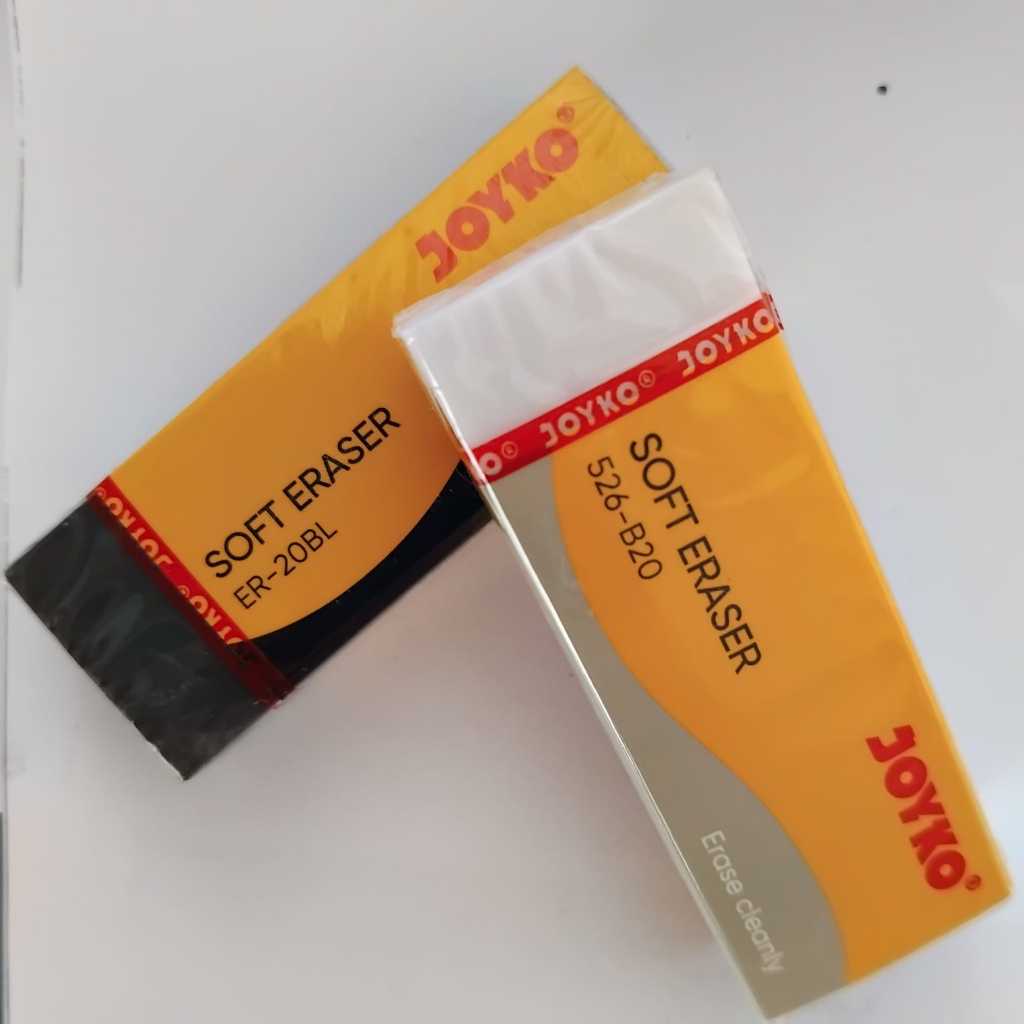 JOYKO®
SOFT ERASER
ER-20BL
JOYKO®
JOYKO
JOYKO® JOYKO
SOFT ERASER
526-B20
JOYKO®
Erase cleanly